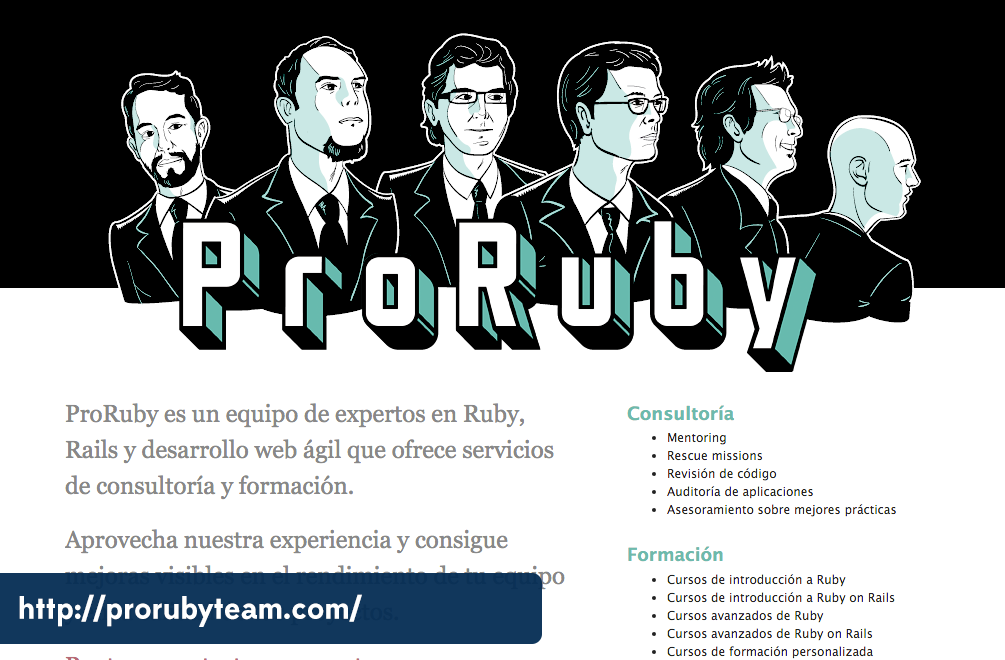 ProRuby
ProRuby es un equipo de expertos en Ruby,
Rails y desarrollo web ágil que ofrece servicios
de consultoría y formación.
Aprovecha nuestra experiencia y consigue
mejoras visibles en el rendimiento de tu equipo
http://prorubyteam.com/
Consultoría
Mentoring
Rescue missions
Revisión de código
Auditoría de aplicaciones
Asesoramiento sobre mejores prácticas
Formación
Cursos de introducción a Ruby
Cursos de introducción a Ruby on Rails
Cursos avanzados de Ruby
Cursos avanzados de Ruby on Rails
Cursos de formación personalizada